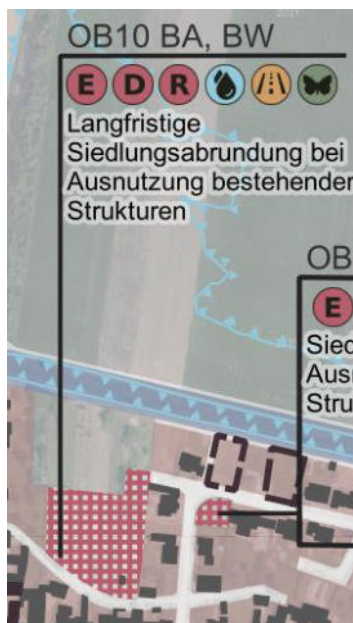 OB10 BA, BW
E D R
Langfristige
Siedlungsabrundung bei
Ausnutzung bestehender
Strukturen
OB
E
Sied
Ausn
Stru